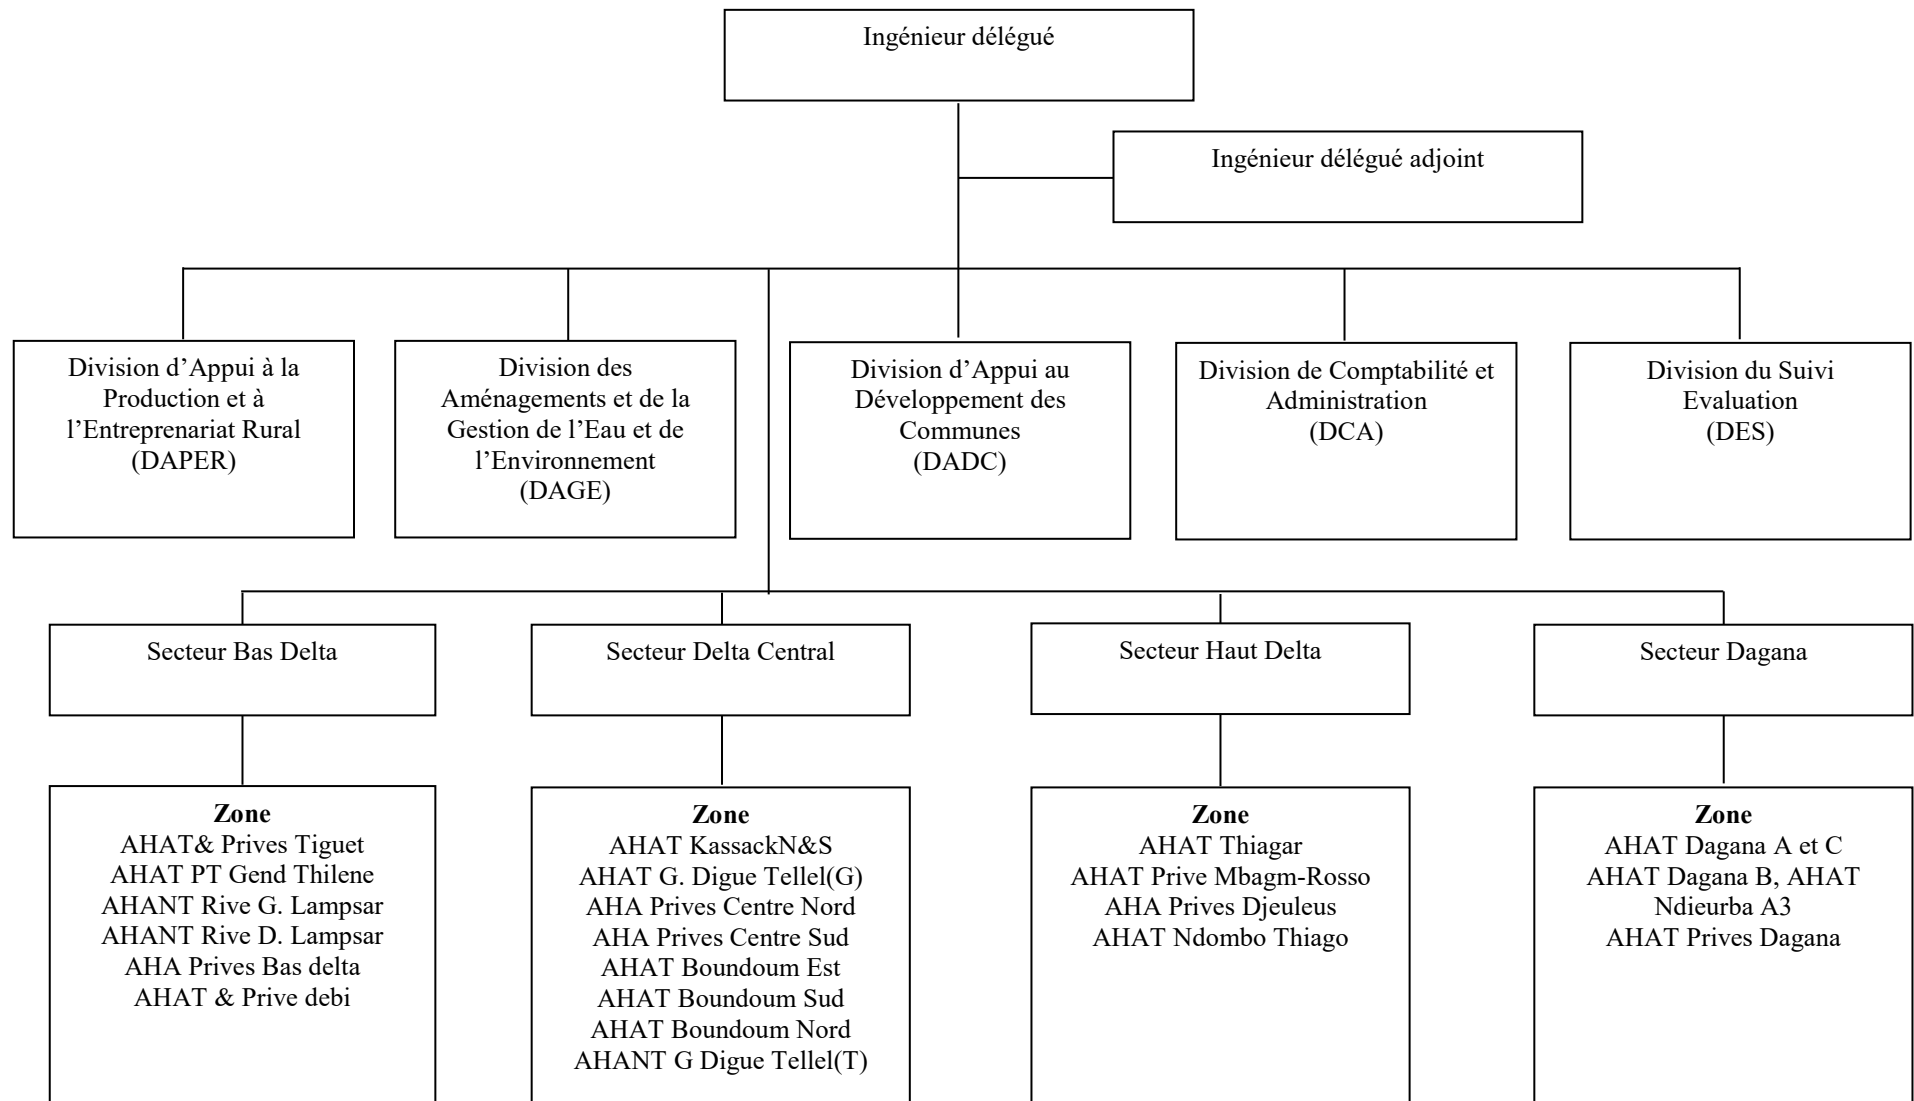 Ingénieur délégué
Ingénieur délégué adjoint
Division d’Appui à la
Production et à
l’Entreprenariat Rural
(DAPER)
Division des
Aménagements et de la
Gestion de l’Eau et de
l’Environnement
(DAGE)
Division d’Appui au
Développement des
Communes
(DADC)
Division de Comptabilité et
Administration
(DCA)
Division du Suivi
Evaluation
(DES)
Secteur Bas Delta
Secteur Delta Central
Secteur Haut Delta
Secteur Dagana
Zone
AHAT& Prives Tiguet
AHAT PT Gend Thilene
AHANT Rive G. Lampsar
AHANT Rive D. Lampsar
AHA Prives Bas delta
AHAT & Prive debi
Zone
AHAT KassackN&S
AHAT G. Digue Tellel(G)
AHA Prives Centre Nord
AHA Prives Centre Sud
AHAT Boundoum Est
AHAT Boundoum Sud
AHAT Boundoum Nord
AHANT G Digue Tellel(T)
Zone
AHAT Thiagar
AHAT Prive Mbagm-Rosso
AHA Prives Djeuleus
AHAT Ndombo Thiago
Zone
AHAT Dagana A et C
AHAT Dagana B, AHAT
Ndieurba A3
AHAT Prives Dagana